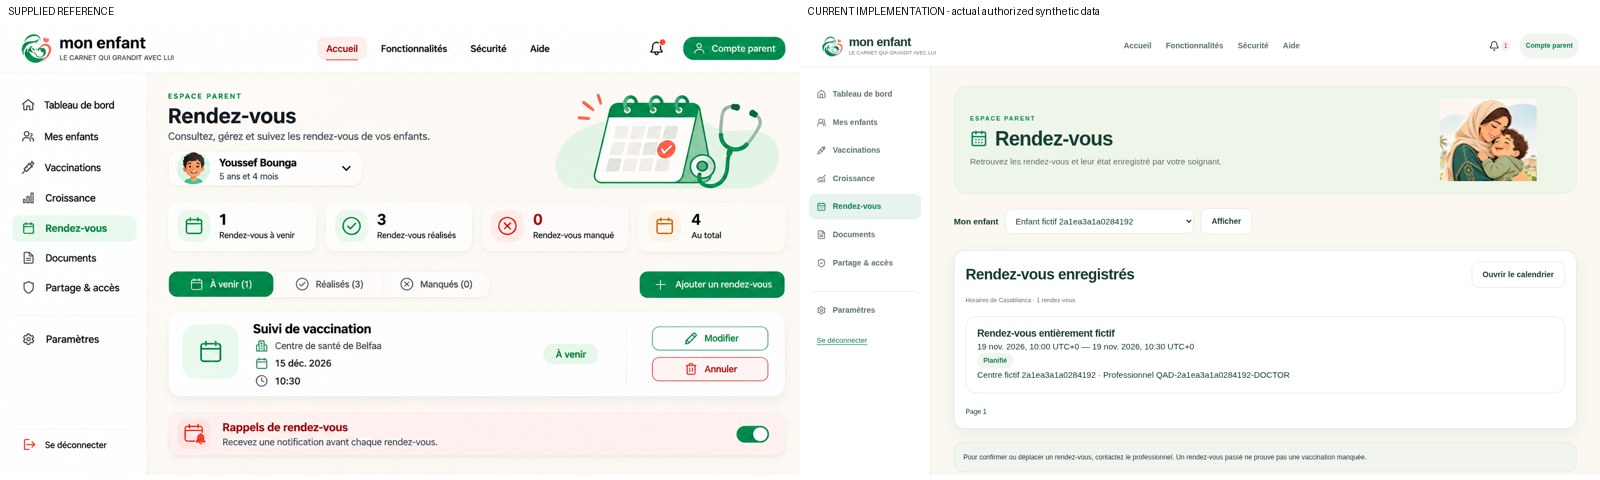 SUPPLIED REFERENCE
mon enfant
LE CARNET QUI GRANDIT AVEC LUI
Accueil
Fonctionnalités
Sécurité
Aide
Compte parent
Tableau de bord
Mes enfants
Vaccinations
Croissance
Rendez-vous
Documents
Partage & accès
Paramètres
Se déconnecter
ESPACE PARENT
Rendez-vous
Consultez, gérez et suivez les rendez-vous de vos enfants.
Youssef Bounga
5 ans et 4 mois
1
Rendez-vous à venir
3
Rendez-vous réalisés
0
Rendez-vous manqué
4
Au total
À venir (1)
Réalisés (3)
Manqués (0)
Ajouter un rendez-vous
Suivi de vaccination
Centre de santé de Belfaa
15 déc. 2026
10:30
À venir
Modifier
Annuler
Rappels de rendez-vous
Recevez une notification avant chaque rendez-vous.
CURRENT IMPLEMENTATION - actual authorized synthetic data
mon enfant
LE CARNET QUI GRANDIT AVEC LUI
Accueil
Fonctionnalités
Sécurité
Aide
1
Compte parent
Tableau de bord
Mes enfants
Vaccinations
Croissance
Rendez-vous
Documents
Partage & accès
Paramètres
Se déconnecter
ESPACE PARENT
Rendez-vous
Retrouvez les rendez-vous et leur état enregistré par votre soignant.
Mon enfant
Enfant fictif 2a1ea3a1a0284192
Afficher
Rendez-vous enregistrés
Ouvrir le calendrier
Horaires de Casablanca · 1 rendez-vous
Rendez-vous entièrement fictif
19 nov. 2026, 10:00 UTC+0 — 19 nov. 2026, 10:30 UTC+0
Planifié
Centre fictif 2a1ea3a1a0284192 · Professionnel QAD-2a1ea3a1a0284192-DOCTOR
Page 1
Pour confirmer ou déplacer un rendez-vous, contactez le professionnel. Un rendez-vous passé ne prouve pas une vaccination manquée.